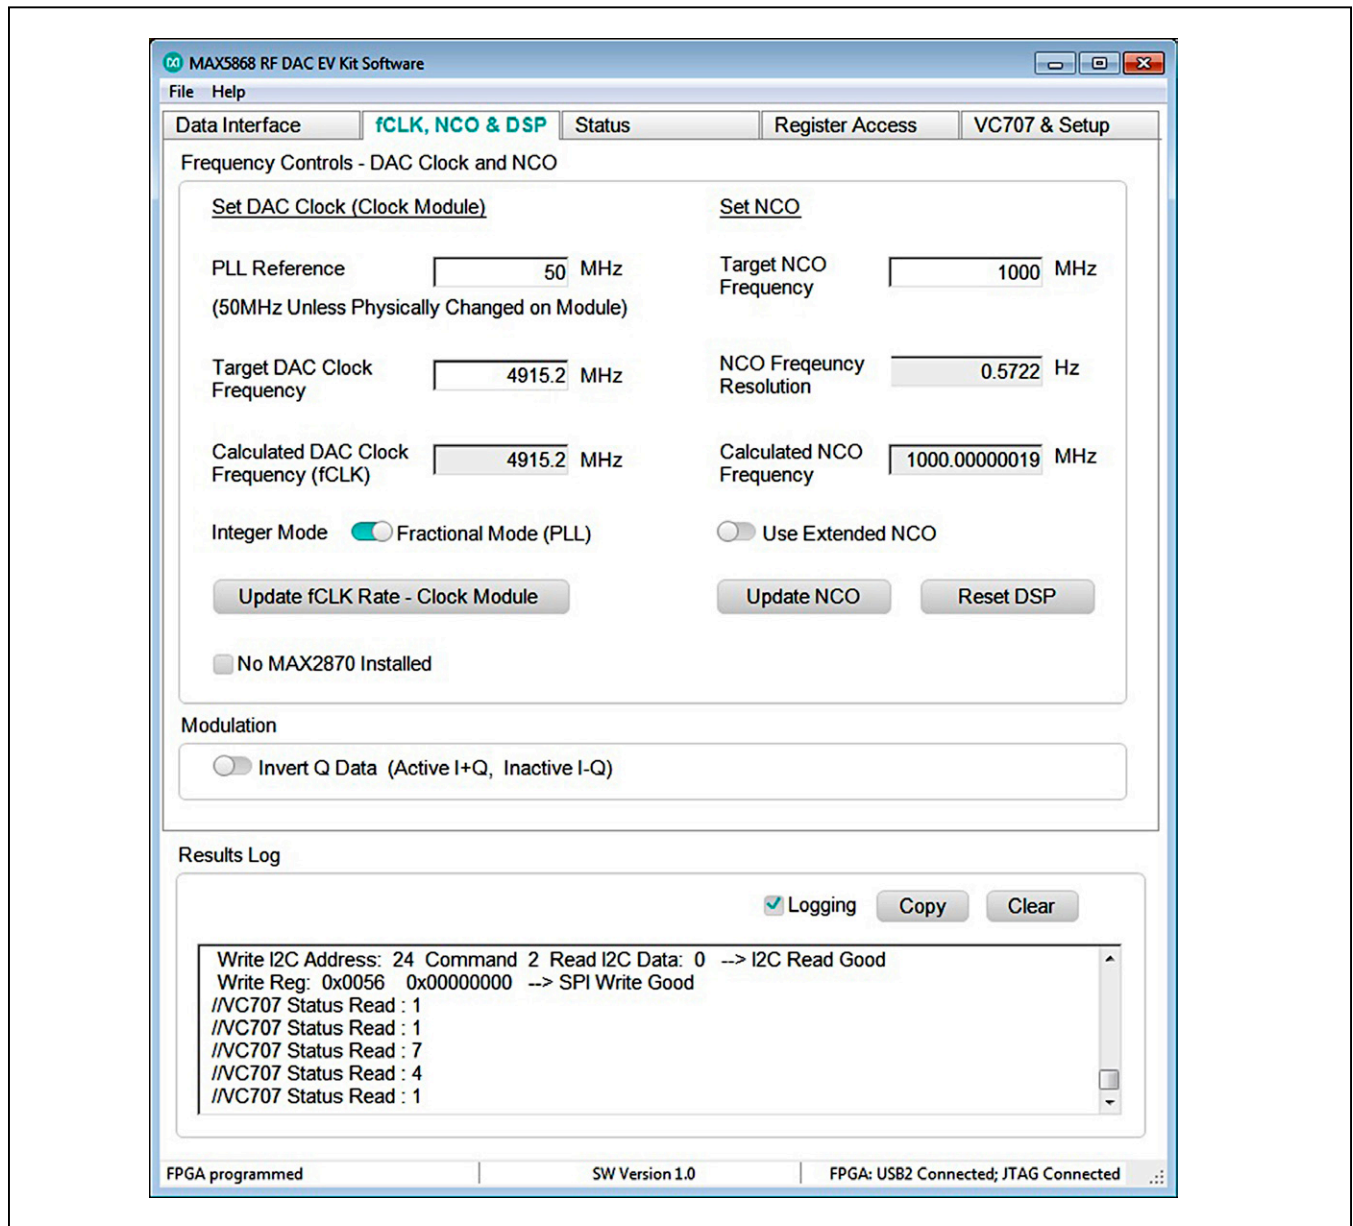 MAX5868 RF DAC EV Kit Software
File Help
Data Interface fCLK, NCO & DSP Status Register Access VC707 & Setup
Frequency Controls - DAC Clock and NCO
Set DAC Clock (Clock Module)
PLL Reference 50 MHz
(50MHz Unless Physically Changed on Module)
Target DAC Clock
Frequency
4915.2 MHz
Calculated DAC Clock
Frequency (fCLK)
4915.2 MHz
Integer Mode Fractional Mode (PLL)
Update fCLK Rate - Clock Module
No MAX2870 Installed
Set NCO
Target NCO
Frequency
1000 MHz
NCO Freqeuncy
Resolution
0.5722 Hz
Calculated NCO
Frequency
1000.00000019 MHz
Use Extended NCO
Update NCO Reset DSP
Modulation
Invert Q Data (Active I+Q, Inactive I-Q)
Results Log
Logging Copy Clear
Write I2C Address: 24 Command 2 Read I2C Data: 0 --> I2C Read Good
Write Reg: 0x0056 0x00000000 --> SPI Write Good
//VC707 Status Read : 1
//VC707 Status Read : 1
//VC707 Status Read : 7
//VC707 Status Read : 4
//VC707 Status Read : 1
FPGA programmed SW Version 1.0 FPGA: USB2 Connected; JTAG Connected